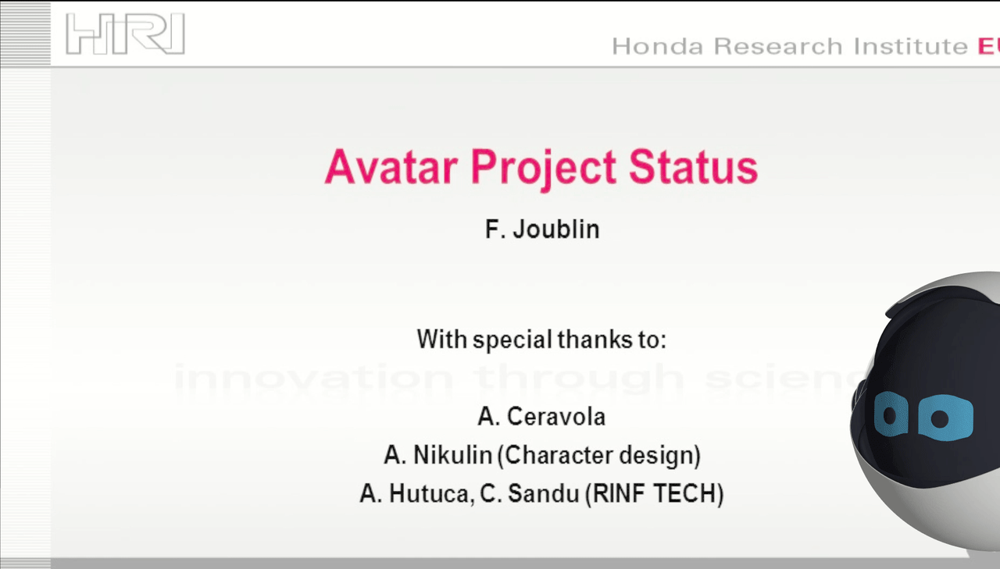 HRI
Honda Research Institute EU
Avatar Project Status
F. Joublin
With special thanks to:
innovation through scienc
A. Ceravola
A. Nikulin (Character design)
A. Hutuca, C. Sandu (RINF TECH)